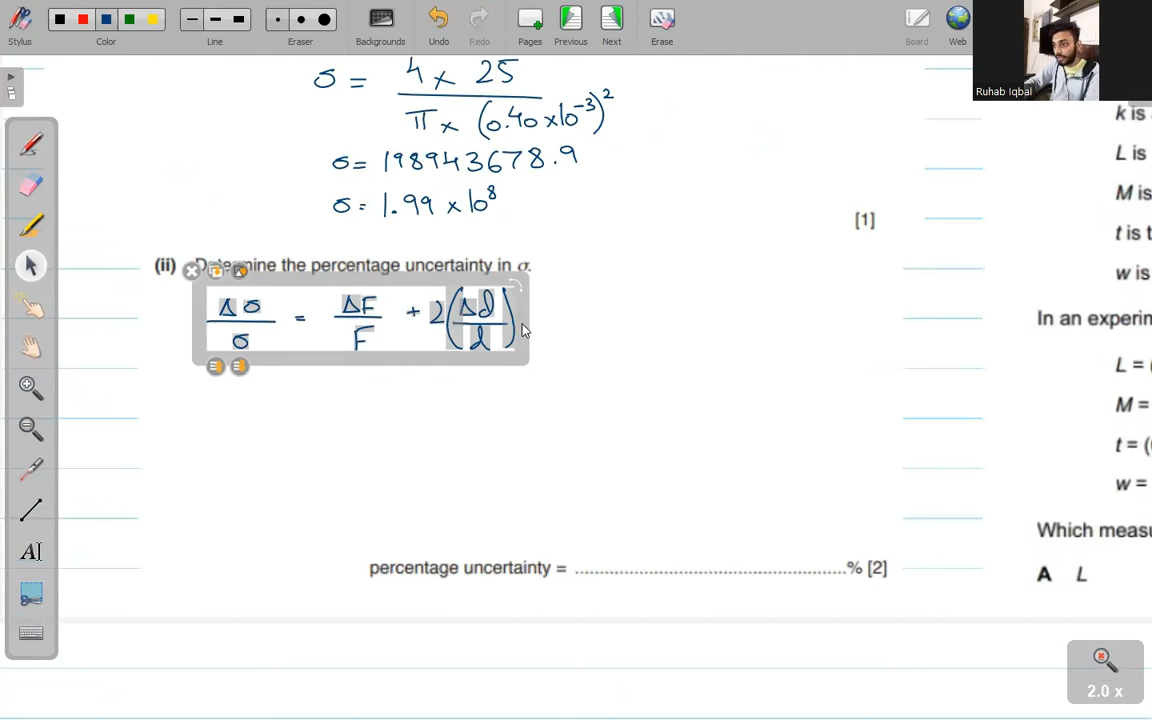 Stylus Color Line Eraser Backgrounds Undo Redo Pages Previous Next Erase Board Web
Ruhab Iqbal
σ = 4 × 25 / π × (0.40 × 10⁻³)²
σ = 198943678.9
σ = 1.99 × 10⁸
[1]
(ii) Determine the percentage uncertainty in σ.
Δσ/σ = ΔF/F + 2(Δd/d)
percentage uncertainty = ...................................................% [2]
k is
L is
M is
t is t
w is
In an experim
L = (
M =
t = (
w =
Which measu
A L
2.0 x